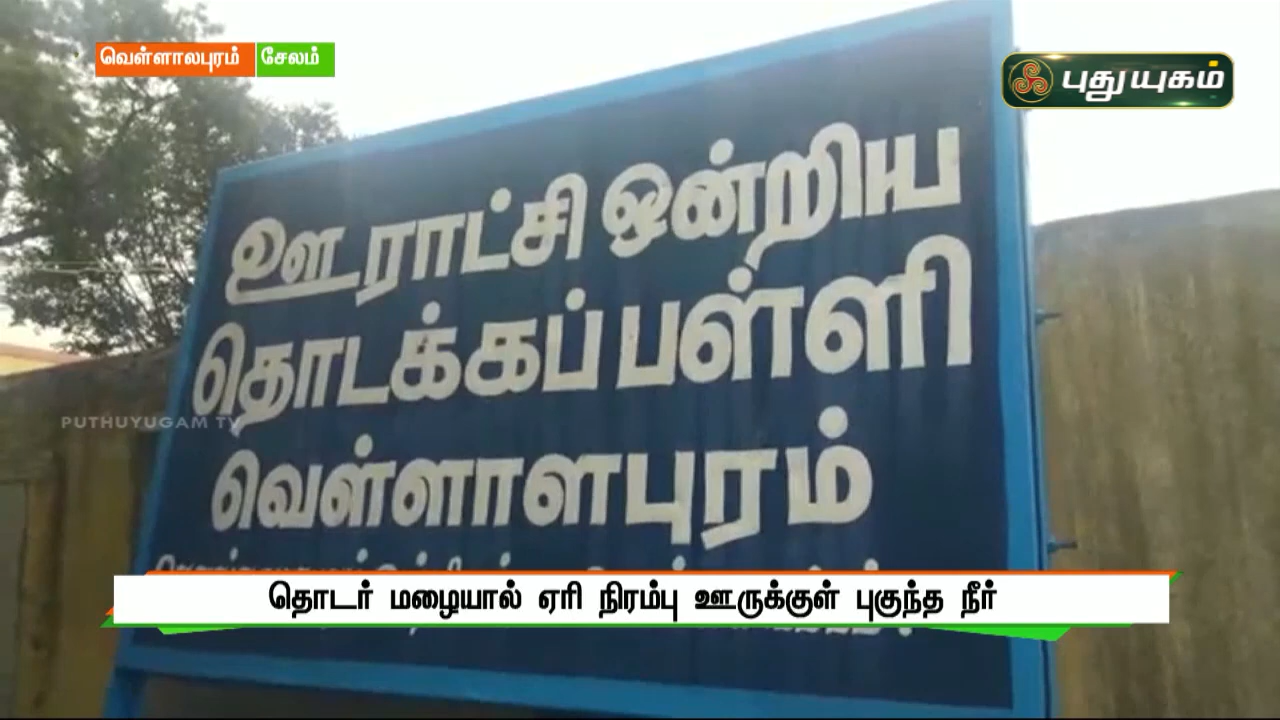 வெள்ளாலபுரம் சேலம்
புதுயுகம்
ஊராட்சி ஒன்றிய
தொடக்கப் பள்ளி
PUTHUYUGAM TV
வெள்ளாளபுரம்
தொடர் மழையால் ஏரி நிரம்பு ஊருக்குள் புகுந்த நீர்